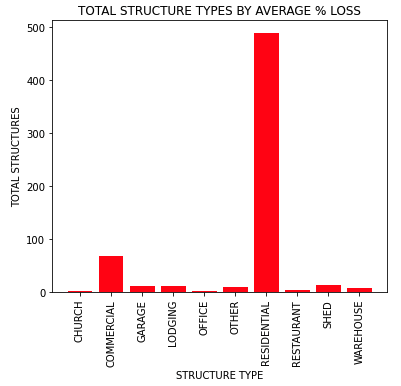 TOTAL STRUCTURE TYPES BY AVERAGE % LOSS
500
400
300
200
100
0
TOTAL STRUCTURES
CHURCH
COMMERCIAL
GARAGE
LODGING
OFFICE
OTHER
RESIDENTIAL
RESTAURANT
SHED
WAREHOUSE
STRUCTURE TYPE